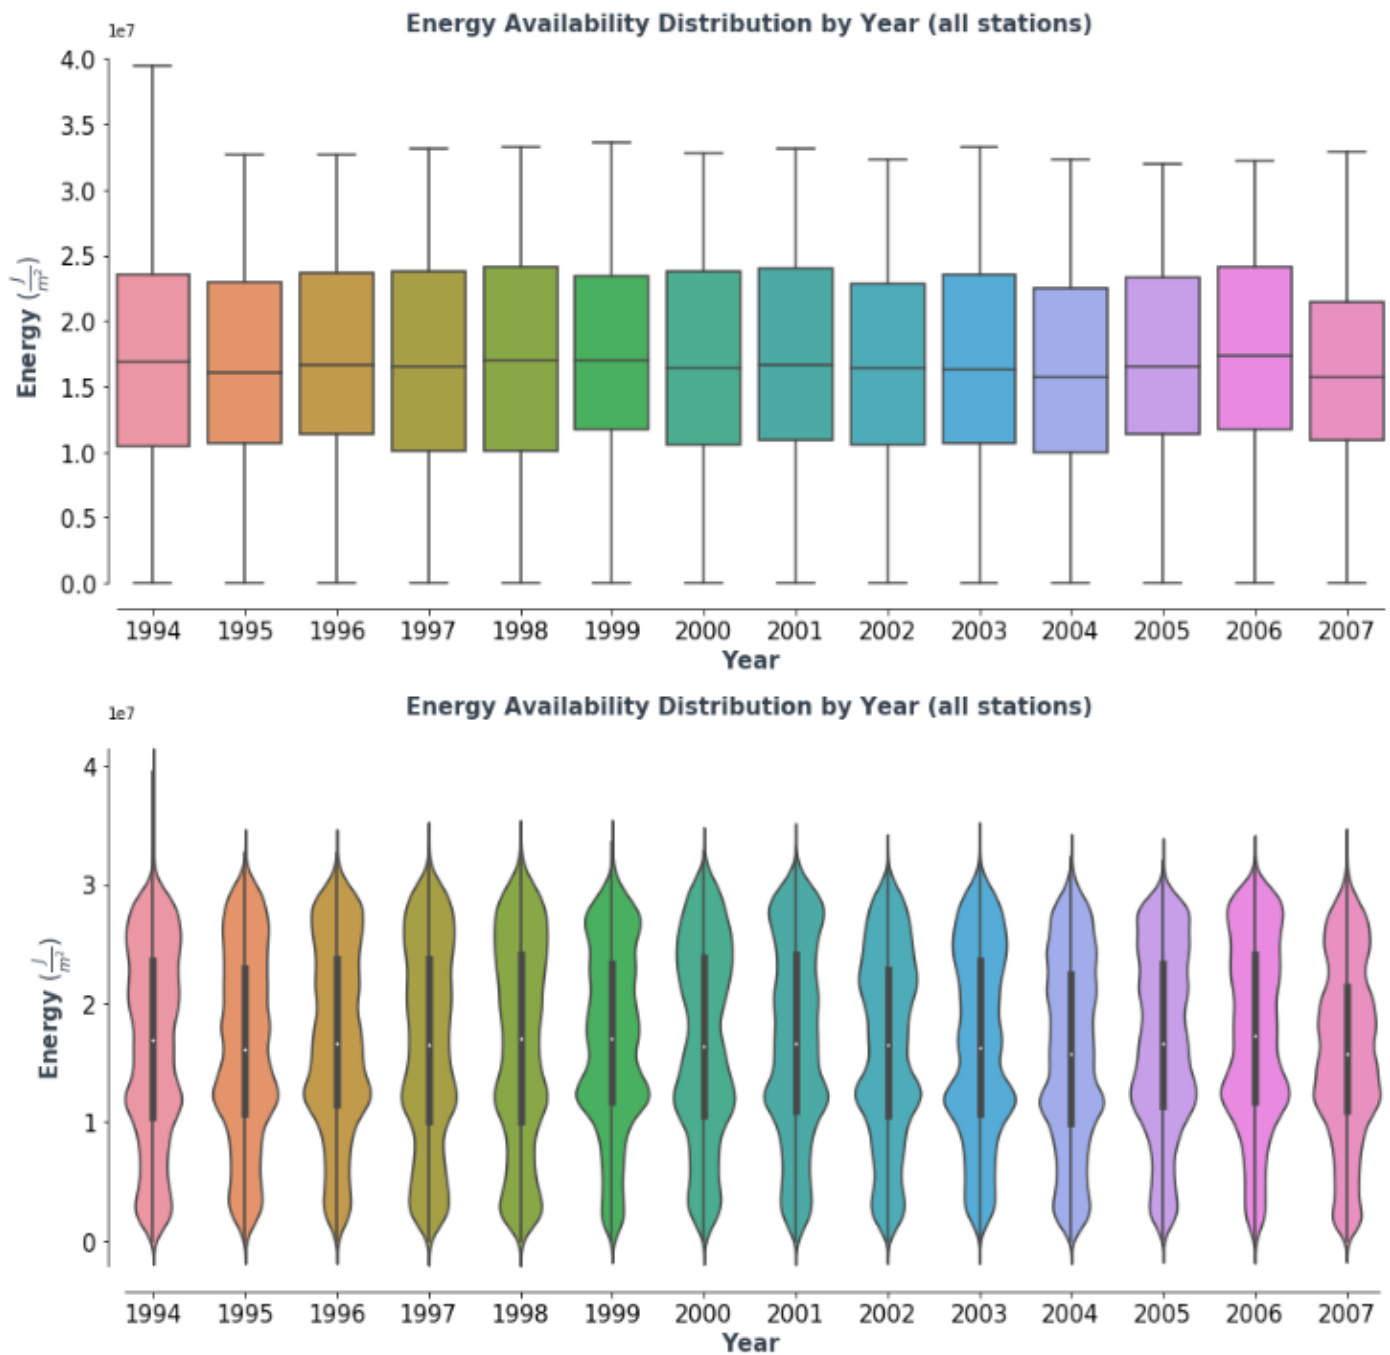 Energy Availability Distribution by Year (all stations)
1e7
4.0
3.5
3.0
2.5
2.0
1.5
1.0
0.5
0.0
Energy (J/m²)
1994 1995 1996 1997 1998 1999 2000 2001 2002 2003 2004 2005 2006 2007
Year
Energy Availability Distribution by Year (all stations)
1e7
4
3
2
1
0
Energy (J/m²)
1994 1995 1996 1997 1998 1999 2000 2001 2002 2003 2004 2005 2006 2007
Year